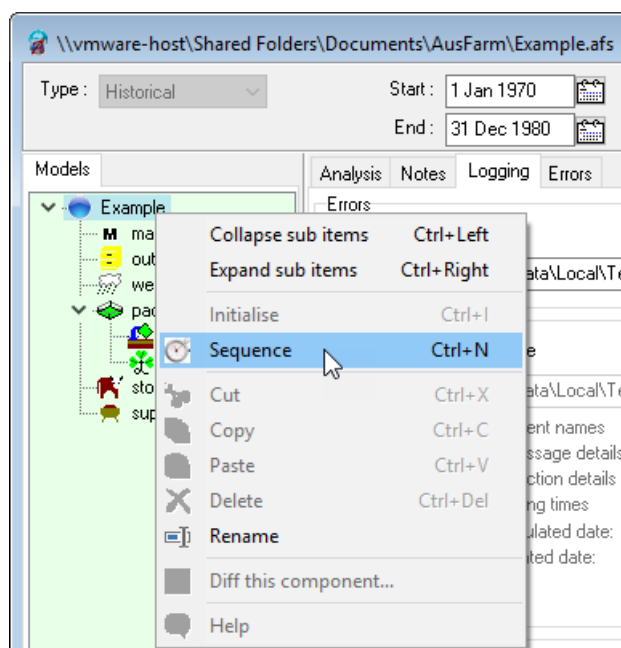 \\vmware-host\Shared Folders\Documents\AusFarm\Example.afs
Type : Historical
Start : 1 Jan 1970
End : 31 Dec 1980
Models
Analysis Notes Logging Errors
Example
Errors
M ma
out
we
pad
sto
sup
Collapse sub items Ctrl+Left
Expand sub items Ctrl+Right
Initialise Ctrl+I
Sequence Ctrl+N
Cut Ctrl+X
Copy Ctrl+C
Paste Ctrl+V
Delete Ctrl+Del
Rename
Diff this component...
Help
ata\Local\Te
e
ata\Local\Te
ent names
ssage details
ction details
ng times
ulated date:
ted date: